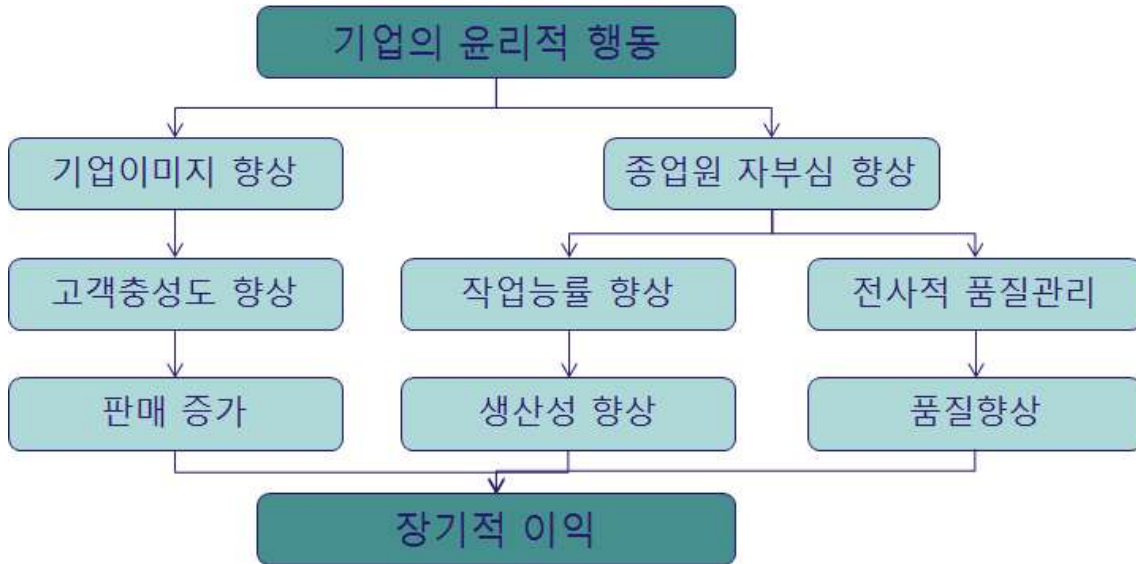 기업의 윤리적 행동
기업이미지 향상
종업원 자부심 향상
고객충성도 향상
작업능률 향상
전사적 품질관리
판매 증가
생산성 향상
품질향상
장기적 이익